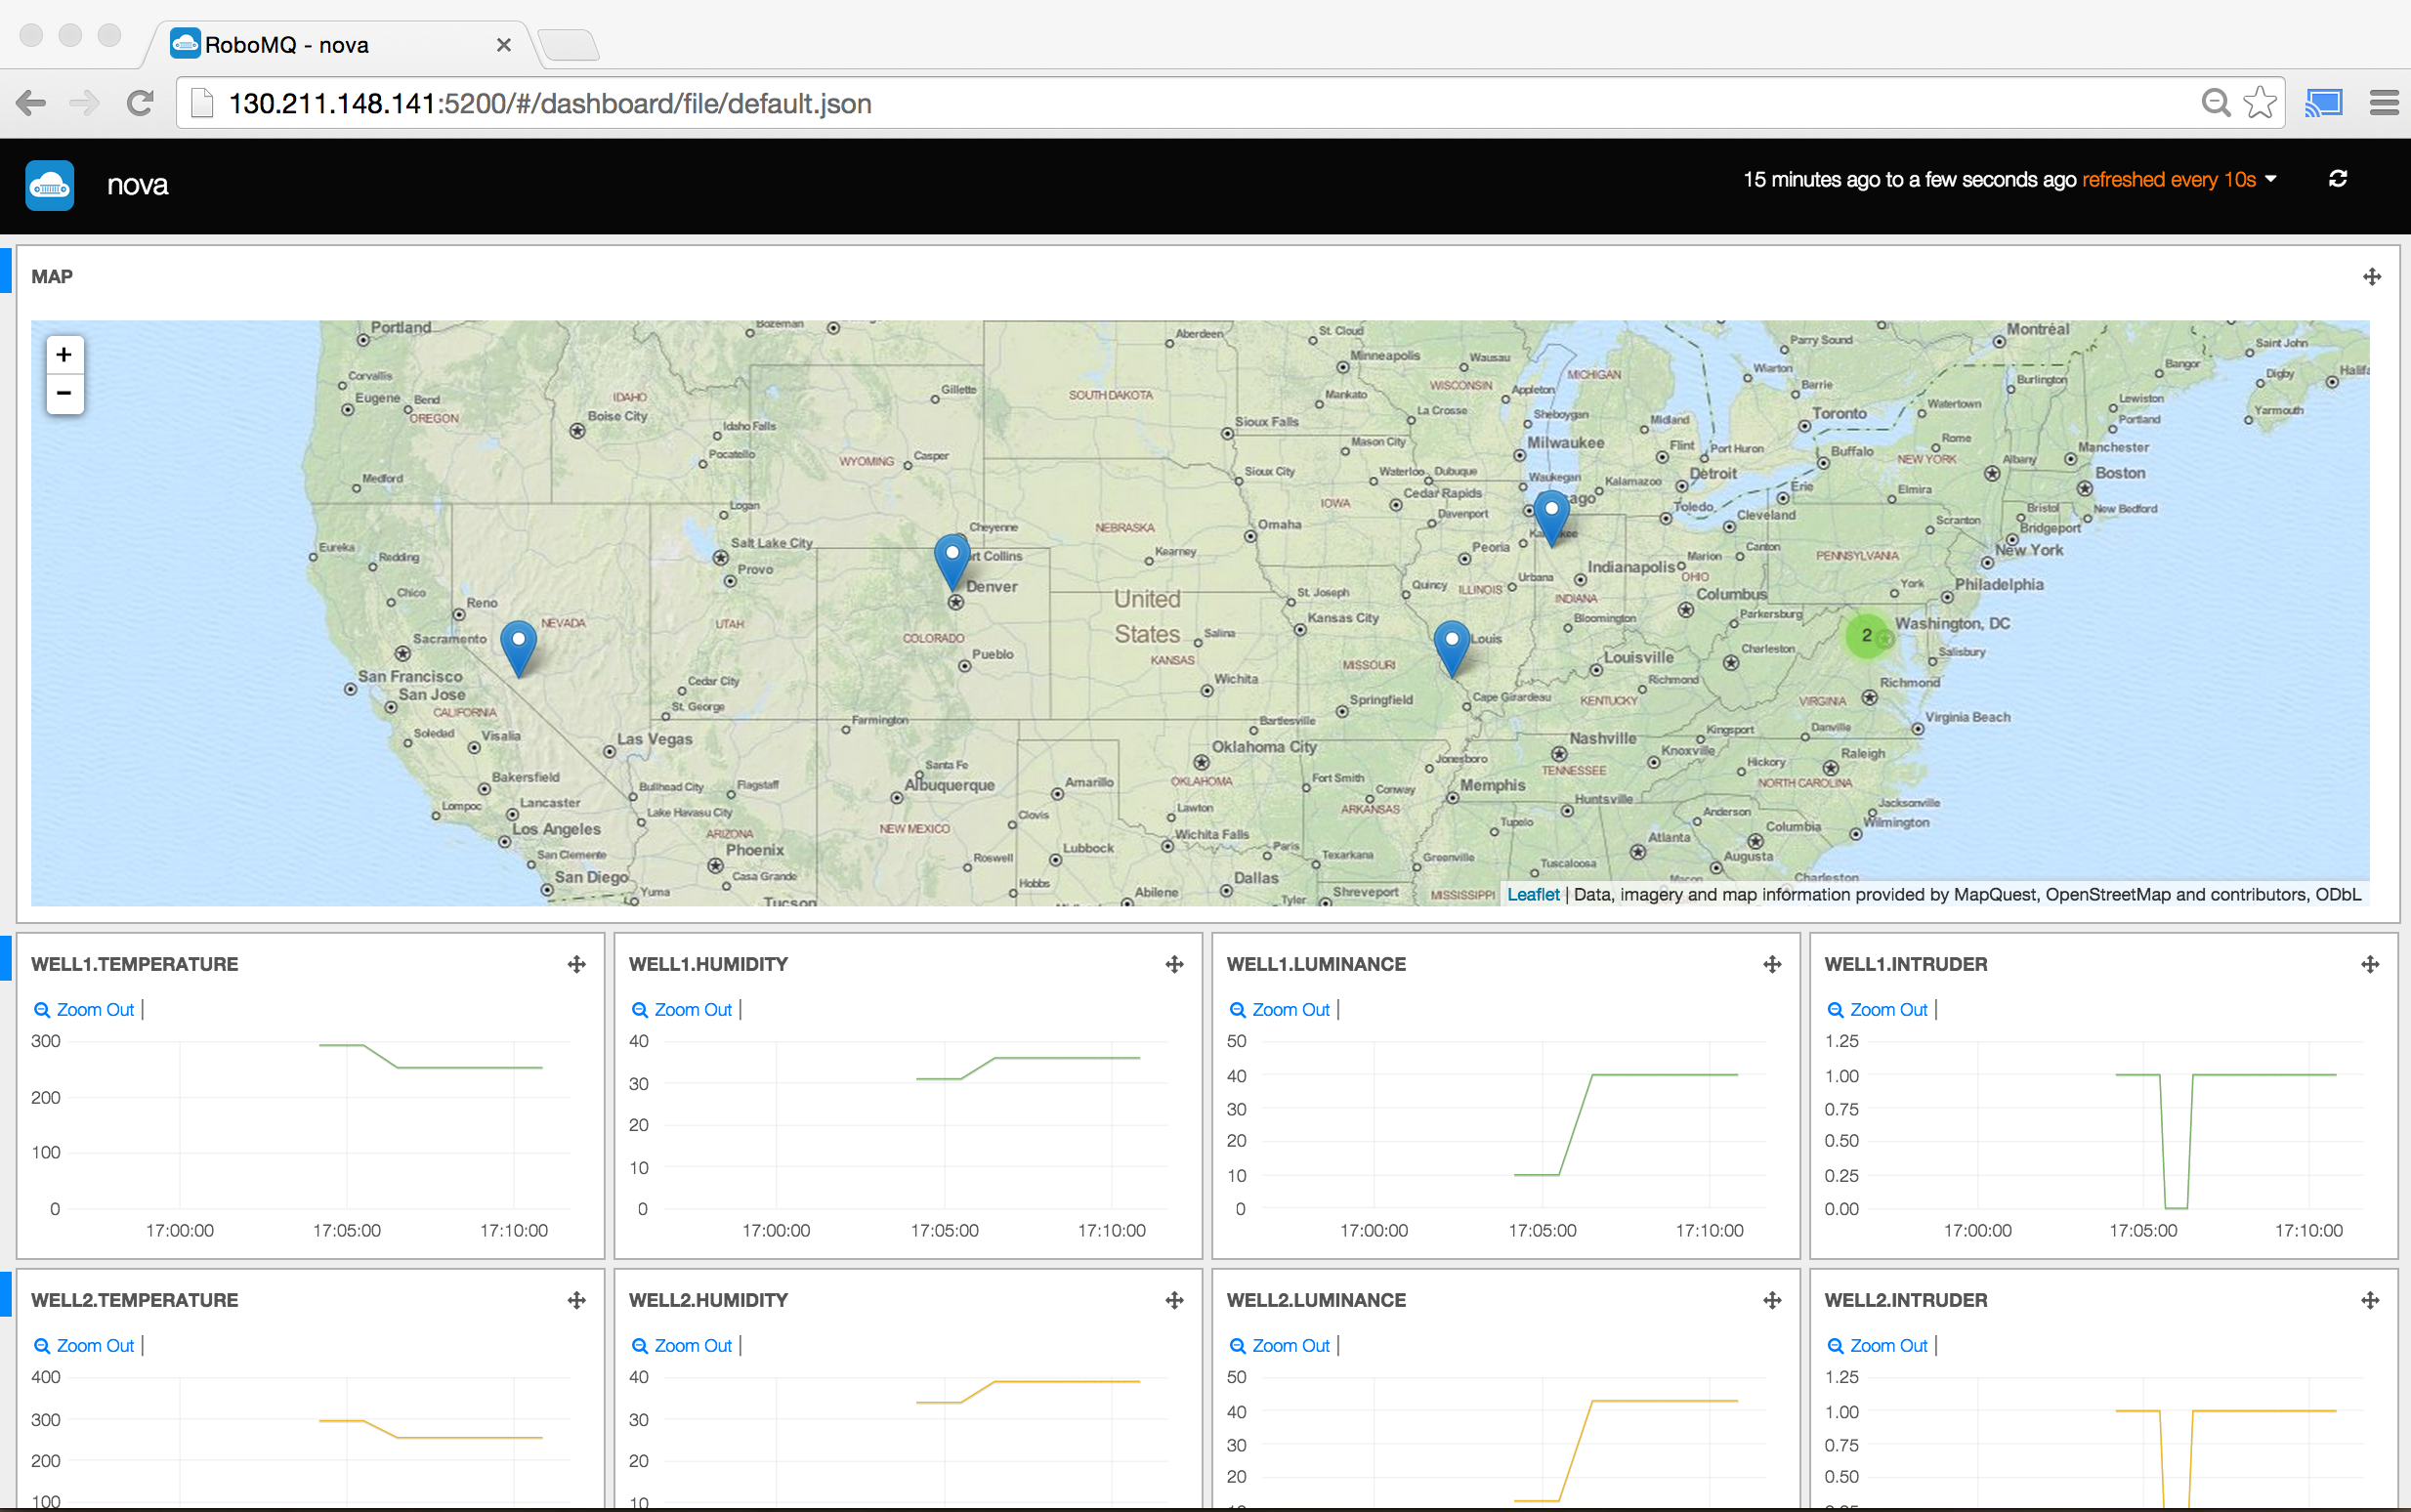 RoboMQ - nova
130.211.148.141:5200/#/dashboard/file/default.json
nova
15 minutes ago to a few seconds ago refreshed every 10s
MAP
+
−
Portland
Bozeman
Aberdeen
St. Cloud
Montréal
Parry Sound
Saint John
Minneapolis
Wausau
Bangor
Corvallis
Eugene Bend
OREGON
IDAHO
Boise City
Gillette
SOUTH DAKOTA
WISCONSIN
Appleton
MICHIGAN
Wiarton
Barrie
Burlington
Digby
Yarmouth
Mankato
La Crosse
Sheboygan
Midland
Toronto
Watertown
Lewiston
Portland
Idaho Falls
Sioux Falls
Mason City
Milwaukee
Flint
Port Huron
Buffalo
Rome
NEW YORK
Albany
Manchester
Boston
Pocatello
WYOMING
Casper
Sioux City
Waterloo
Dubuque
Waukegan
Kalamazoo
Detroit
Medford
Logan
IOWA
Cedar Rapids
Davenport
Erie
Elmira
Toledo
Cleveland
Scranton
Bristol
New Bedford
Bridgeport
Cheyenne
NEBRASKA
Omaha
Eureka
Redding
Salt Lake City
Provo
Kearney
Peoria
Marion
Canton
PENNSYLVANIA
New York
Indianapolis
OHIO
Denver
Quincy
ILLINOIS
Urbana
INDIANA
Columbus
York
Philadelphia
Chico
Reno
NEVADA
UTAH
COLORADO
United
States
St. Joseph
Kansas City
Bloomington
Parkersburg
2
Washington, DC
Sacramento
Salina
KANSAS
Louis
MISSOURI
Louisville
Charleston
Salisbury
Pueblo
San Francisco
San Jose
CALIFORNIA
Cedar City
St. George
Wichita
Springfield
Cape Girardeau
KENTUCKY
Richmond
VIRGINIA
Richmond
Soledad
Visalia
Las Vegas
Farmington
Bartlesville
Oklahoma City
Nashville
Kingsport
Danville
Virginia Beach
Knoxville
Raleigh
Bakersfield
Santa Fe
Albuquerque
Amarillo
OKLAHOMA
Fort Smith
Jonesboro
Memphis
TENNESSEE
Hickory
NORTH CAROLINA
Lompoc
Lancaster
Bullhead City
Flagstaff
Lake Havasu City
Conway
ARKANSAS
Huntsville
Jacksonville
Los Angeles
ARIZONA
NEW MEXICO
Clovis
Lawton
Wichita Falls
Tupelo
Atlanta
Anderson
Columbia
Wilmington
San Clemente
Phoenix
Roswell
Lubbock
Paris
Texarkana
Greenville
Tuscaloosa
Augusta
San Diego
Yuma
Casa Grande
Tucson
Hobbs
Abilene
Dallas
Tyler
Shreveport
MISSISSIPPI
Macon
Charleston
Leaflet | Data, imagery and map information provided by MapQuest, OpenStreetMap and contributors, ODbL
WELL1.TEMPERATURE
Zoom Out |
300
200
100
0
17:00:00 17:05:00 17:10:00
WELL1.HUMIDITY
Zoom Out |
40
30
20
10
0
17:00:00 17:05:00 17:10:00
WELL1.LUMINANCE
Zoom Out |
50
40
30
20
10
0
17:00:00 17:05:00 17:10:00
WELL1.INTRUDER
Zoom Out |
1.25
1.00
0.75
0.50
0.25
0.00
17:00:00 17:05:00 17:10:00
WELL2.TEMPERATURE
Zoom Out |
400
300
200
100
WELL2.HUMIDITY
Zoom Out |
40
30
20
10
WELL2.LUMINANCE
Zoom Out |
50
40
30
20
WELL2.INTRUDER
Zoom Out |
1.25
1.00
0.75
0.50